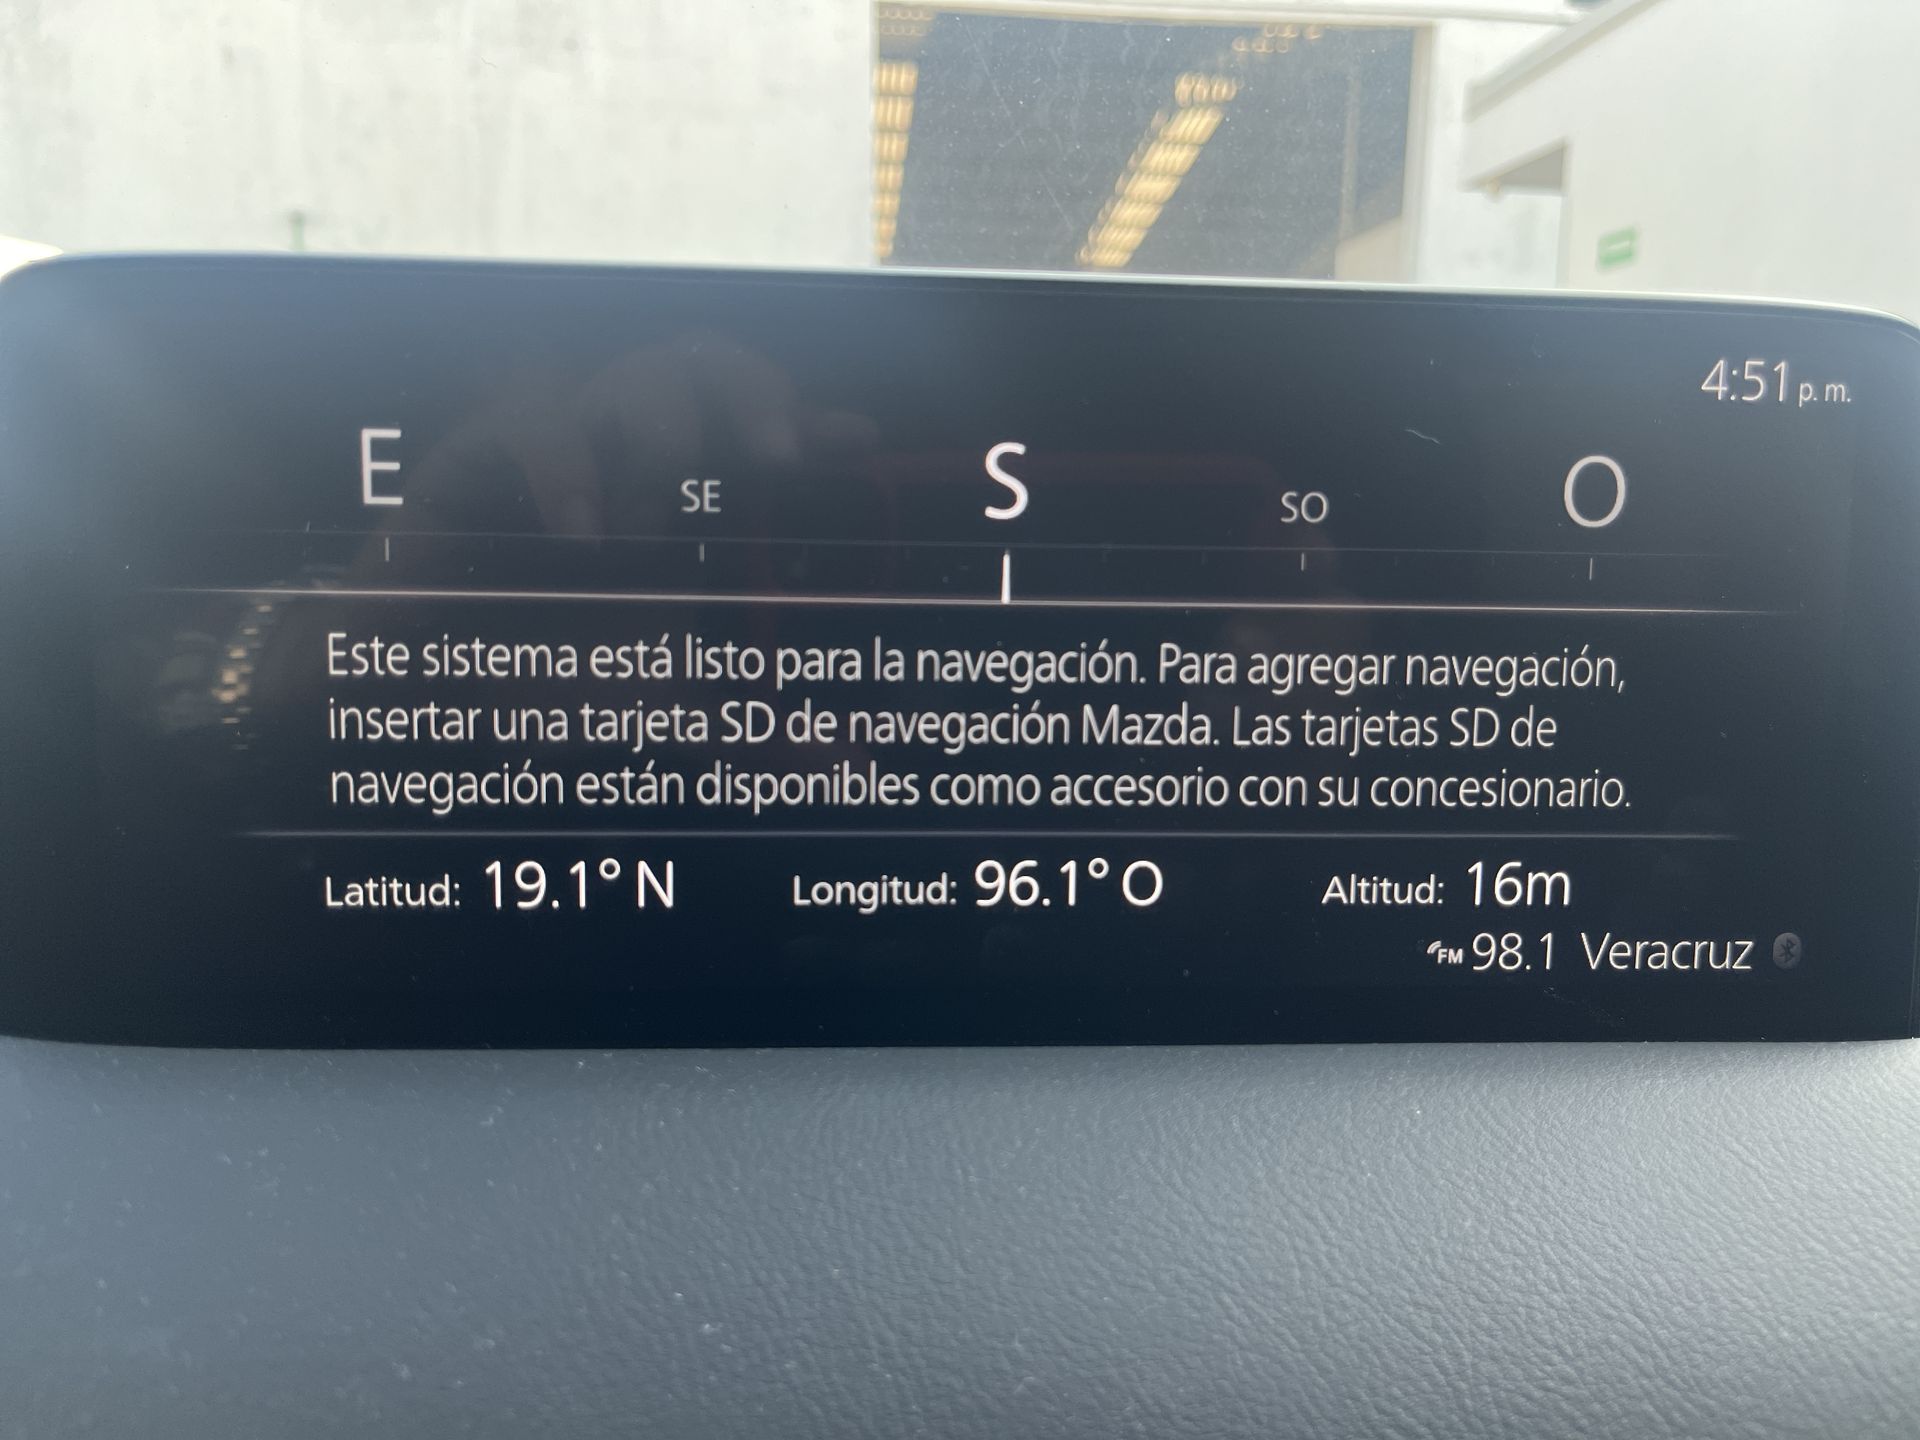 4:51 p. m.
E SE S SO O
Este sistema está listo para la navegación. Para agregar navegación,
insertar una tarjeta SD de navegación Mazda. Las tarjetas SD de
navegación están disponibles como accesorio con su concesionario.
Latitud: 19.1° N Longitud: 96.1° O Altitud: 16m
FM 98.1 Veracruz